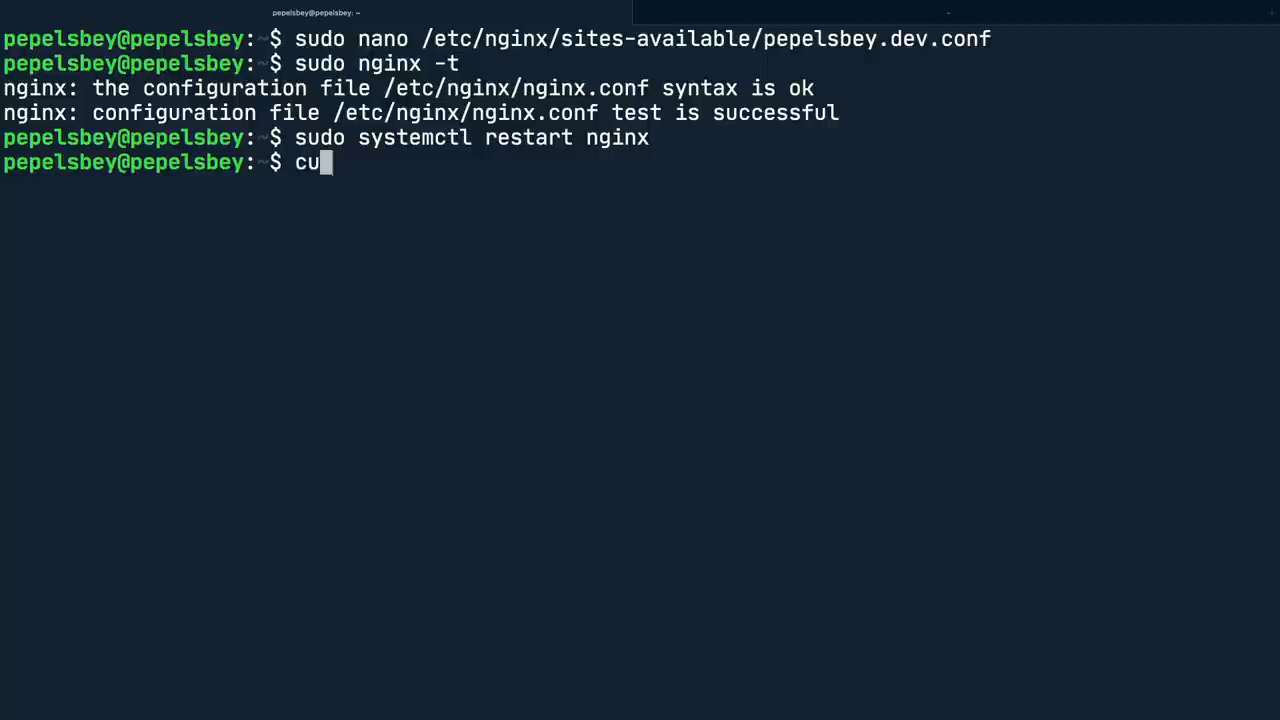 pepelsbey@pepelsbey: ~
pepelsbey@pepelsbey:~$ sudo nano /etc/nginx/sites-available/pepelsbey.dev.conf
pepelsbey@pepelsbey:~$ sudo nginx -t
nginx: the configuration file /etc/nginx/nginx.conf syntax is ok
nginx: configuration file /etc/nginx/nginx.conf test is successful
pepelsbey@pepelsbey:~$ sudo systemctl restart nginx
pepelsbey@pepelsbey:~$ cu